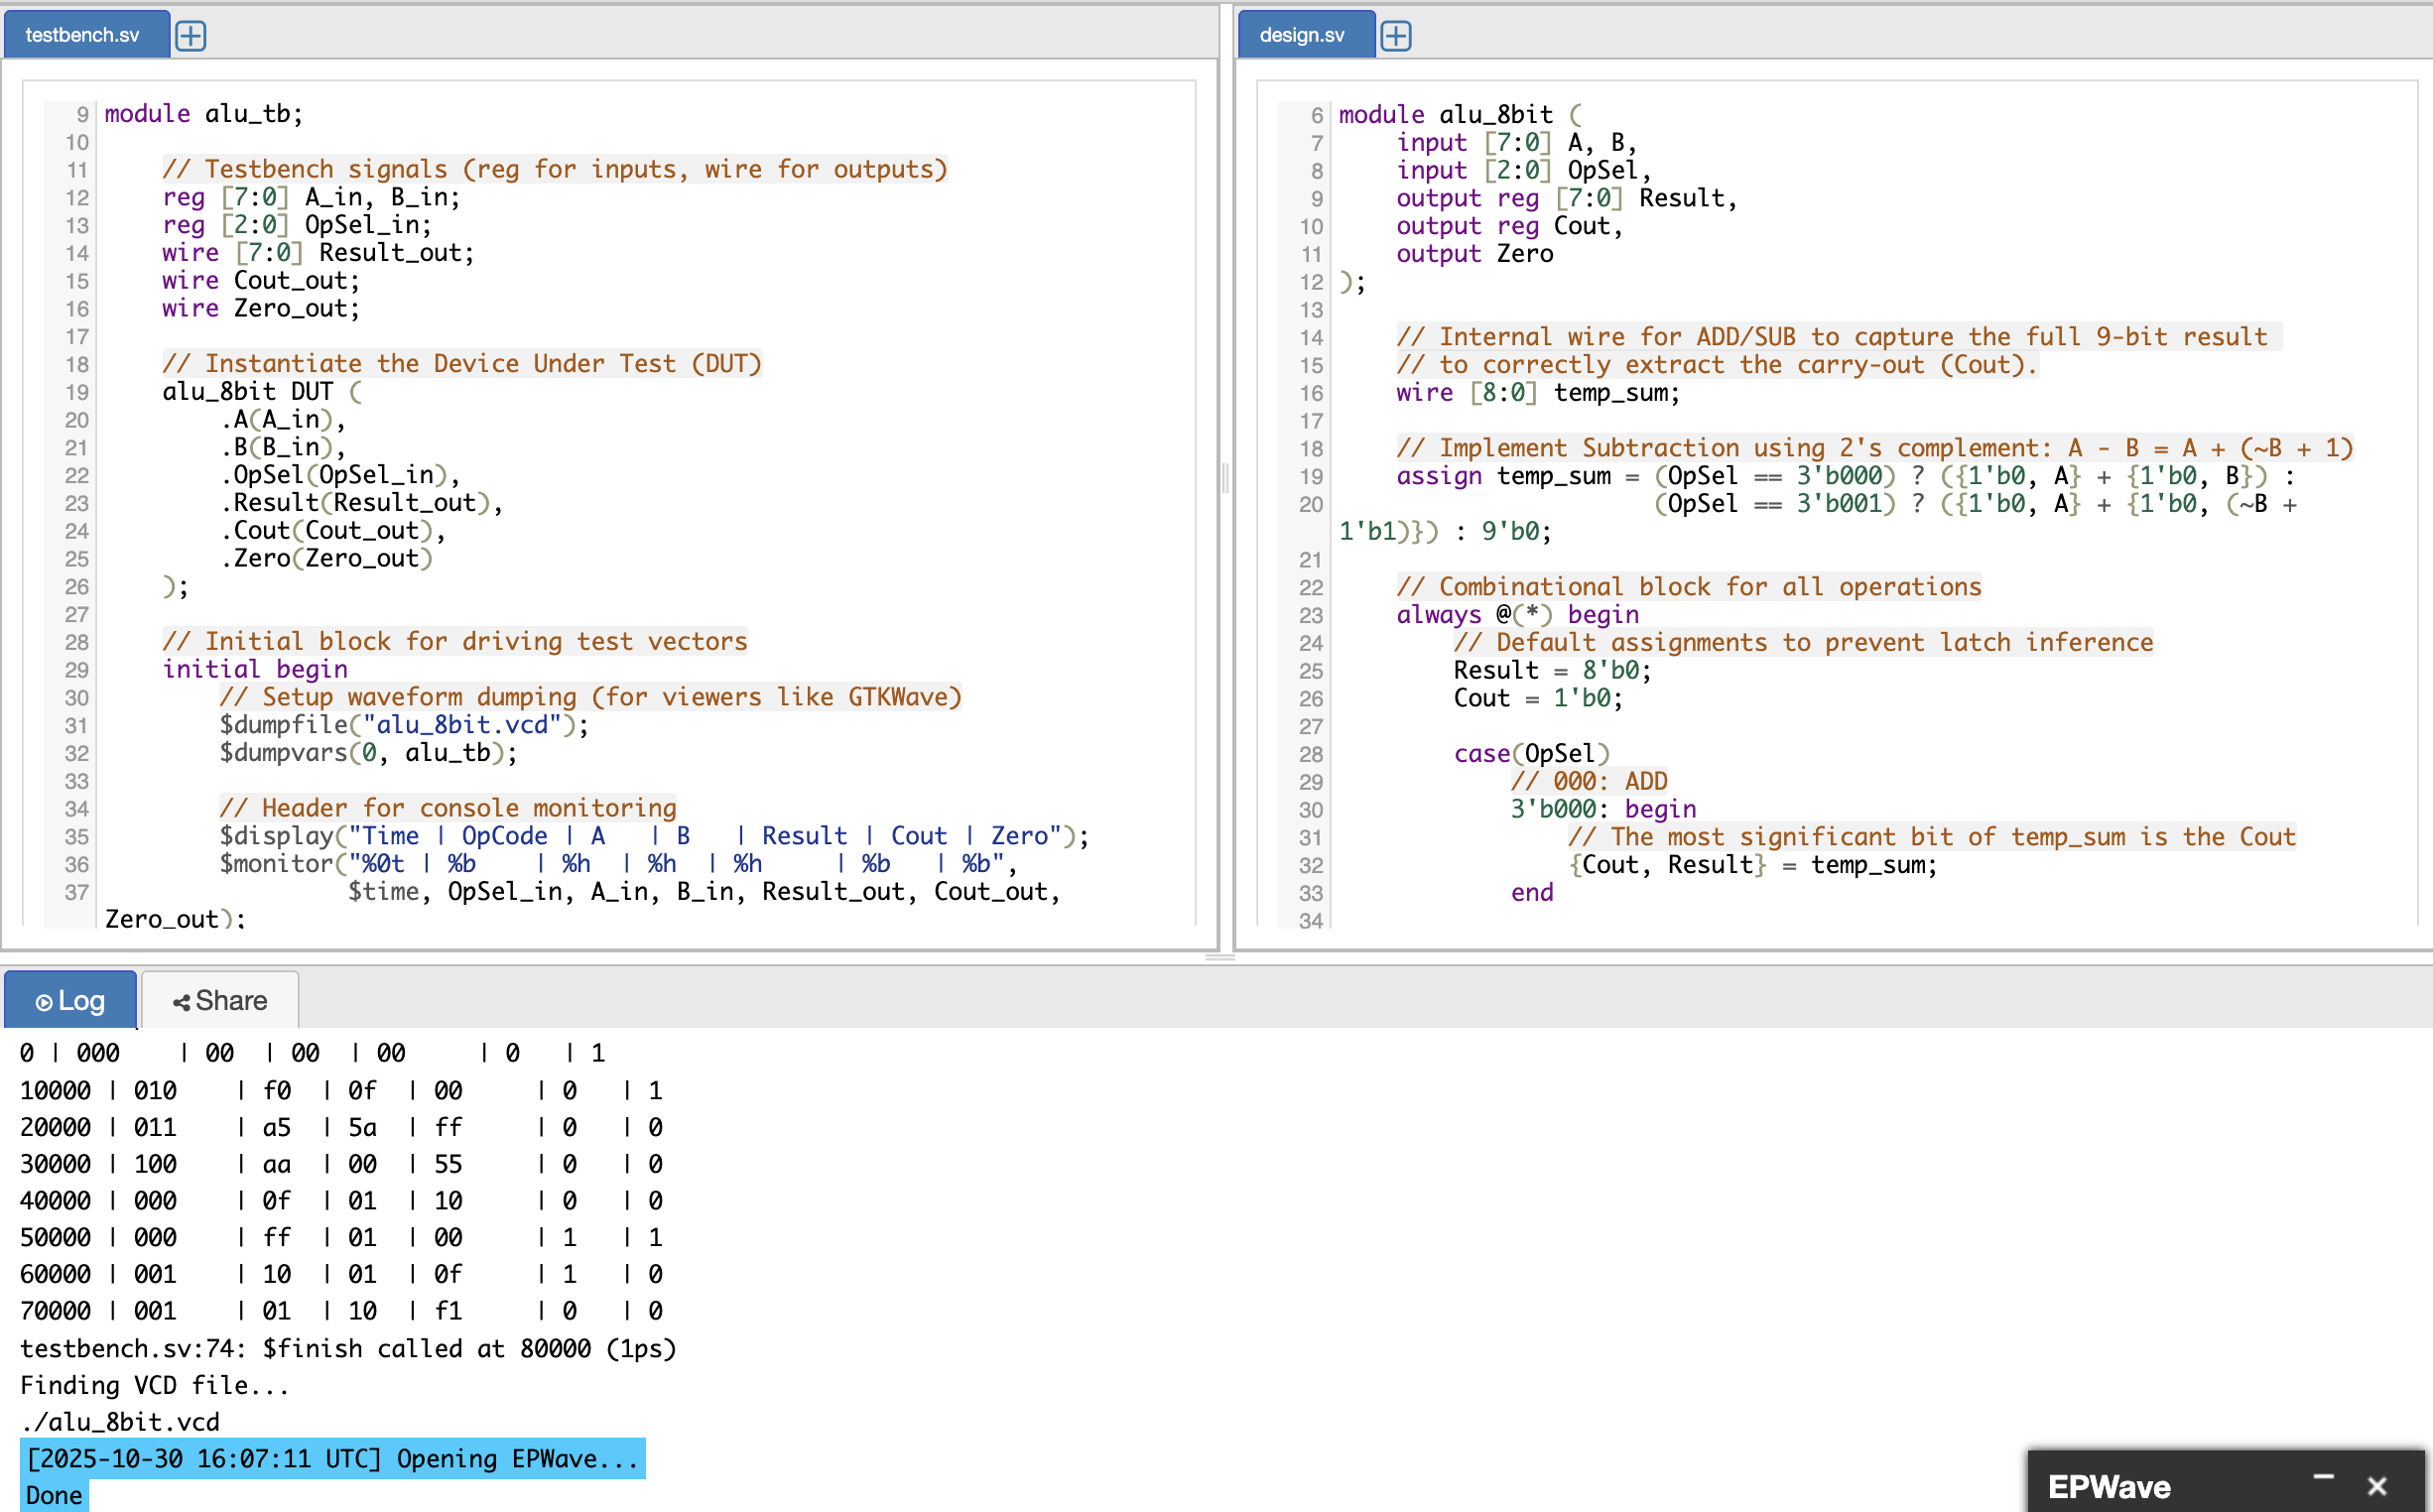 testbench.sv
9 module alu_tb;
10
11 // Testbench signals (reg for inputs, wire for outputs)
12 reg [7:0] A_in, B_in;
13 reg [2:0] OpSel_in;
14 wire [7:0] Result_out;
15 wire Cout_out;
16 wire Zero_out;
17
18 // Instantiate the Device Under Test (DUT)
19 alu_8bit DUT (
20 .A(A_in),
21 .B(B_in),
22 .OpSel(OpSel_in),
23 .Result(Result_out),
24 .Cout(Cout_out),
25 .Zero(Zero_out)
26 );
27
28 // Initial block for driving test vectors
29 initial begin
30 // Setup waveform dumping (for viewers like GTKWave)
31 $dumpfile("alu_8bit.vcd");
32 $dumpvars(0, alu_tb);
33
34 // Header for console monitoring
35 $display("Time | OpCode | A   | B   | Result | Cout | Zero");
36 $monitor("%0t | %b    | %h  | %h  | %h     | %b   | %b",
37 $time, OpSel_in, A_in, B_in, Result_out, Cout_out,
Zero_out);
design.sv
6 module alu_8bit (
7 input [7:0] A, B,
8 input [2:0] OpSel,
9 output reg [7:0] Result,
10 output reg Cout,
11 output Zero
12 );
13
14 // Internal wire for ADD/SUB to capture the full 9-bit result
15 // to correctly extract the carry-out (Cout).
16 wire [8:0] temp_sum;
17
18 // Implement Subtraction using 2's complement: A - B = A + (~B + 1)
19 assign temp_sum = (OpSel == 3'b000) ? ({1'b0, A} + {1'b0, B}) :
20 (OpSel == 3'b001) ? ({1'b0, A} + {1'b0, (~B +
1'b1)}) : 9'b0;
21
22 // Combinational block for all operations
23 always @(*) begin
24 // Default assignments to prevent latch inference
25 Result = 8'b0;
26 Cout = 1'b0;
27
28 case(OpSel)
29 // 000: ADD
30 3'b000: begin
31 // The most significant bit of temp_sum is the Cout
32 {Cout, Result} = temp_sum;
33 end
34
Log
Share
0 | 000    | 00  | 00  | 00     | 0   | 1
10000 | 010    | f0  | 0f  | 00     | 0   | 1
20000 | 011    | a5  | 5a  | ff     | 0   | 0
30000 | 100    | aa  | 00  | 55     | 0   | 0
40000 | 000    | 0f  | 01  | 10     | 0   | 0
50000 | 000    | ff  | 01  | 00     | 1   | 1
60000 | 001    | 10  | 01  | 0f     | 1   | 0
70000 | 001    | 01  | 10  | f1     | 0   | 0
testbench.sv:74: $finish called at 80000 (1ps)
Finding VCD file...
./alu_8bit.vcd
[2025-10-30 16:07:11 UTC] Opening EPWave...
Done
EPWave